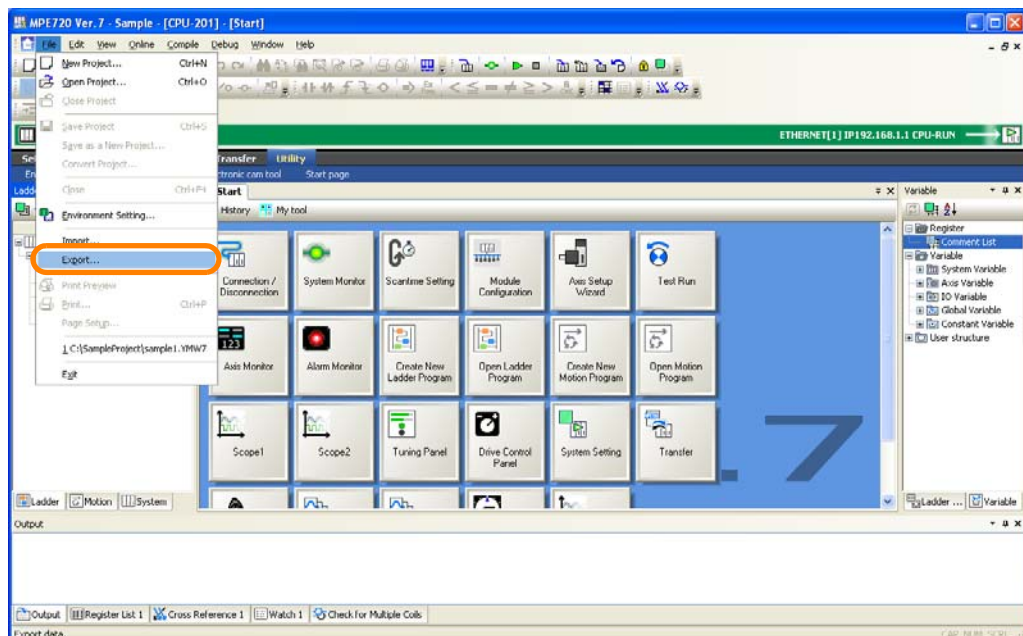 MPE720 Ver. 7 - Sample - [CPU-201] - [Start]
File Edit View Online Compile Debug Window Help
New Project... Ctrl+N
Open Project... Ctrl+O
Close Project
Save Project Ctrl+S
Save as a New Project...
Convert Project...
Close Ctrl+F4
Environment Setting...
Import...
Export...
Print Preview
Print... Ctrl+P
Page Setup...
1 C:\SampleProject\sample1.YMW7
Exit
ETHERNET[1] IP192.168.1.1 CPU-RUN
Transfer Utility
cam tool Start page
Start
History My tool
Connection / Disconnection
System Monitor
Scantime Setting
Module Configuration
Axis Setup Wizard
Test Run
123
Axis Monitor
Alarm Monitor
Create New Ladder Program
Open Ladder Program
Create New Motion Program
Open Motion Program
Scope1
Scope2
Tuning Panel
Drive Control Panel
System Setting
Transfer
.7
Variable
Register
Comment List
Variable
System Variable
Axis Variable
IO Variable
Global Variable
Constant Variable
User structure
Ladder Motion System
Ladder ... Variable
Output
Output Register List 1 Cross Reference 1 Watch 1 Check for Multiple Coils
Export data
CAP NUM SCRL